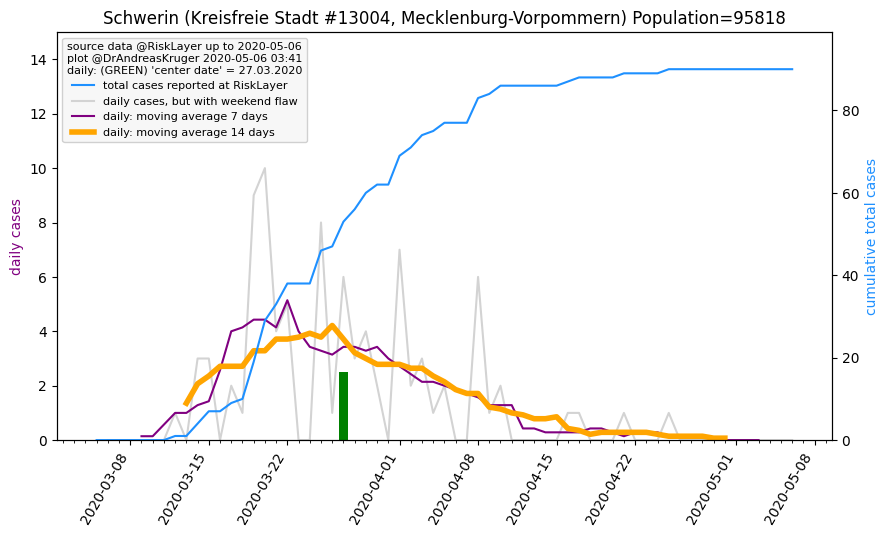 Schwerin (Kreisfreie Stadt #13004, Mecklenburg-Vorpommern) Population=95818
source data @RiskLayer up to 2020-05-06
plot @DrAndreasKruger 2020-05-06 03:41
daily: (GREEN) 'center date' = 27.03.2020
total cases reported at RiskLayer
daily cases, but with weekend flaw
daily: moving average 7 days
daily: moving average 14 days
daily cases
14
12
10
8
6
4
2
0
cumulative total cases
80
60
40
20
0
2020-03-08
2020-03-15
2020-03-22
2020-04-01
2020-04-08
2020-04-15
2020-04-22
2020-05-01
2020-05-08